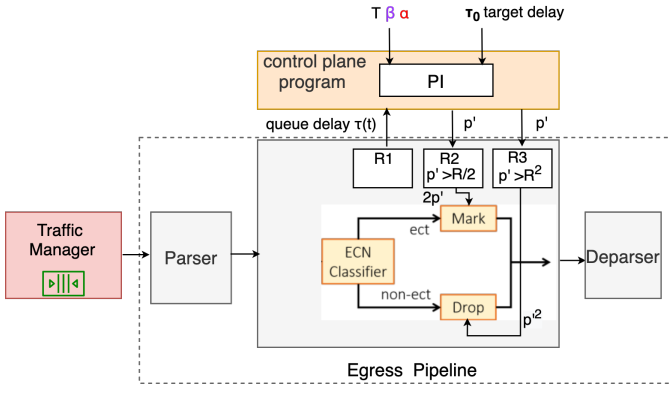 T β α
τ₀ target delay
control plane
program
PI
queue delay τ(t)
p'
p'
R1
R2
p' >R/2
R3
p' >R²
2p'
Mark
ect
ECN
Classifier
non-ect
Drop
p'²
Traffic
Manager
Parser
Deparser
Egress Pipeline